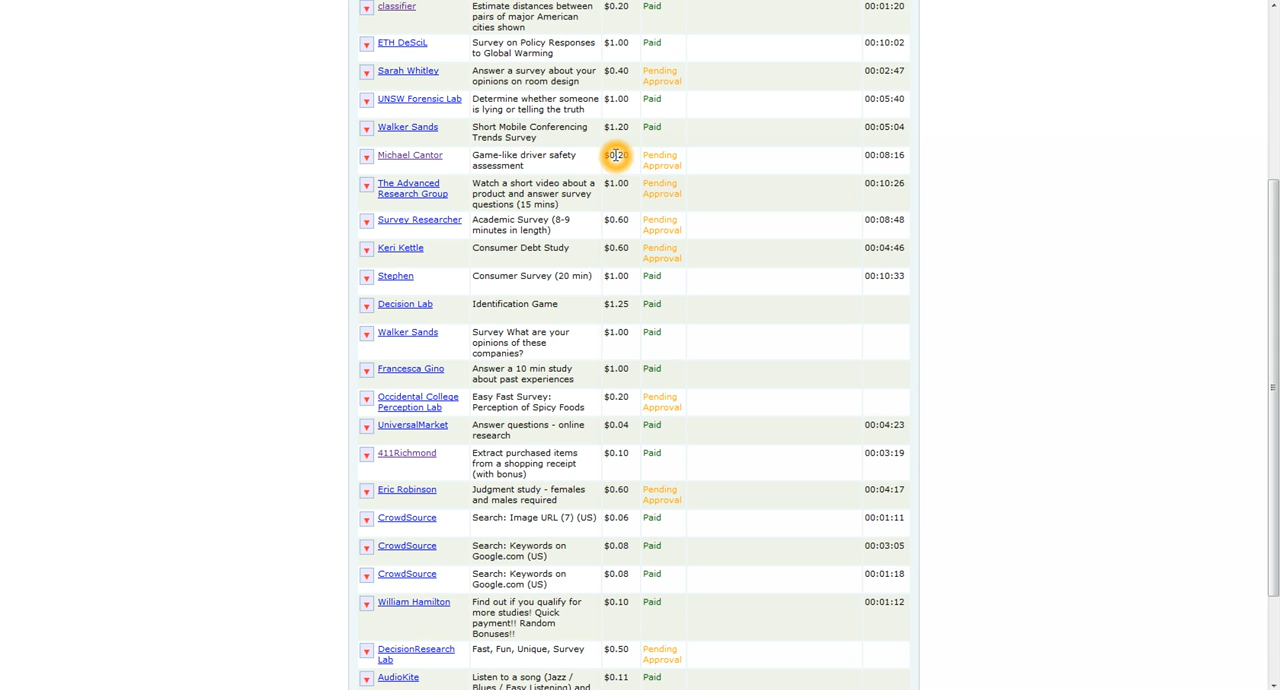 classifier Estimate distances between $0.20 Paid 00:01:20
pairs of major American
cities shown
ETH DeSciL Survey on Policy Responses $1.00 Paid 00:10:02
to Global Warming
Sarah Whitley Answer a survey about your $0.40 Pending 00:02:47
opinions on room design Approval
UNSW Forensic Lab Determine whether someone $1.00 Paid 00:05:40
is lying or telling the truth
Walker Sands Short Mobile Conferencing $1.20 Paid 00:05:04
Trends Survey
Michael Cantor Game-like driver safety $0.20 Pending 00:08:16
assessment Approval
The Advanced Watch a short video about a $1.00 Pending 00:10:26
Research Group product and answer survey Approval
questions (15 mins)
Survey Researcher Academic Survey (8-9 $0.60 Pending 00:08:48
minutes in length) Approval
Keri Kettle Consumer Debt Study $0.60 Pending 00:04:46
Approval
Stephen Consumer Survey (20 min) $1.00 Paid 00:10:33
Decision Lab Identification Game $1.25 Paid
Walker Sands Survey What are your $1.00 Paid
opinions of these
companies?
Francesca Gino Answer a 10 min study $1.00 Paid
about past experiences
Occidental College Easy Fast Survey: $0.20 Pending
Perception Lab Perception of Spicy Foods Approval
UniversalMarket Answer questions - online $0.04 Paid 00:04:23
research
411Richmond Extract purchased items $0.10 Paid 00:03:19
from a shopping receipt
(with bonus)
Eric Robinson Judgment study - females $0.60 Pending 00:04:17
and males required Approval
CrowdSource Search: Image URL (7) (US) $0.06 Paid 00:01:11
CrowdSource Search: Keywords on $0.08 Paid 00:03:05
Google.com (US)
CrowdSource Search: Keywords on $0.08 Paid 00:01:18
Google.com (US)
William Hamilton Find out if you qualify for $0.10 Paid 00:01:12
more studies! Quick
payment!! Random
Bonuses!!
DecisionResearch Fast, Fun, Unique, Survey $0.50 Pending
Lab Approval
AudioKite Listen to a song (Jazz / $0.11 Paid
Blues / Easy Listening) and